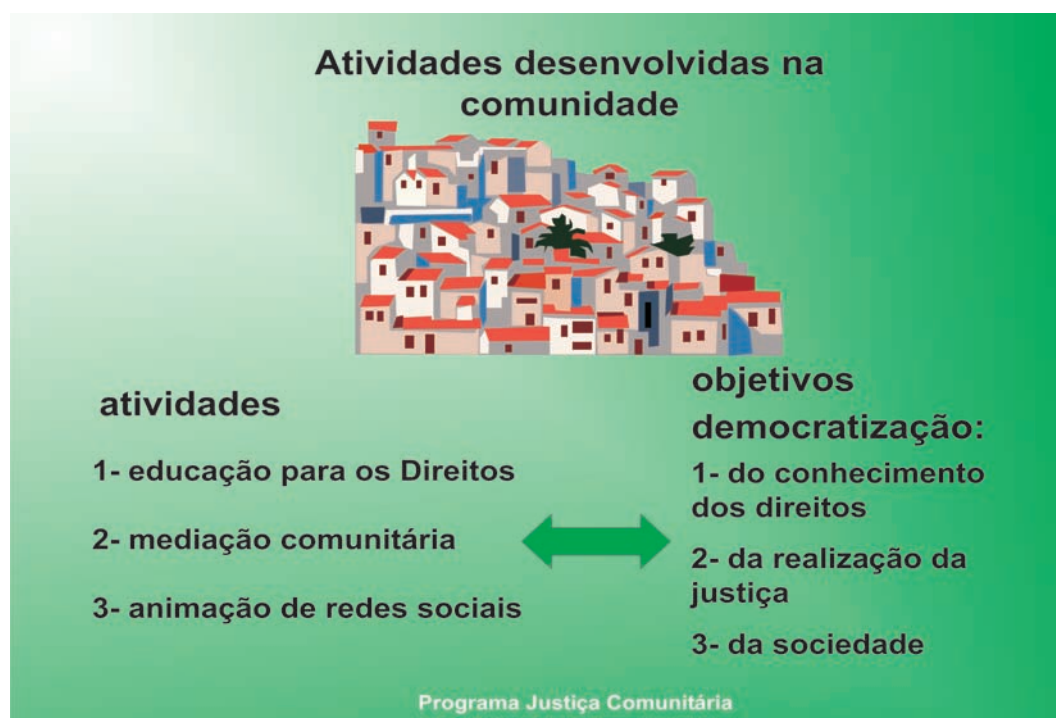 Atividades desenvolvidas na
comunidade
atividades
1- educação para os Direitos
2- mediação comunitária
3- animação de redes sociais
objetivos
democratização:
1- do conhecimento
dos direitos
2- da realização da
justiça
3- da sociedade
Programa Justiça Comunitária